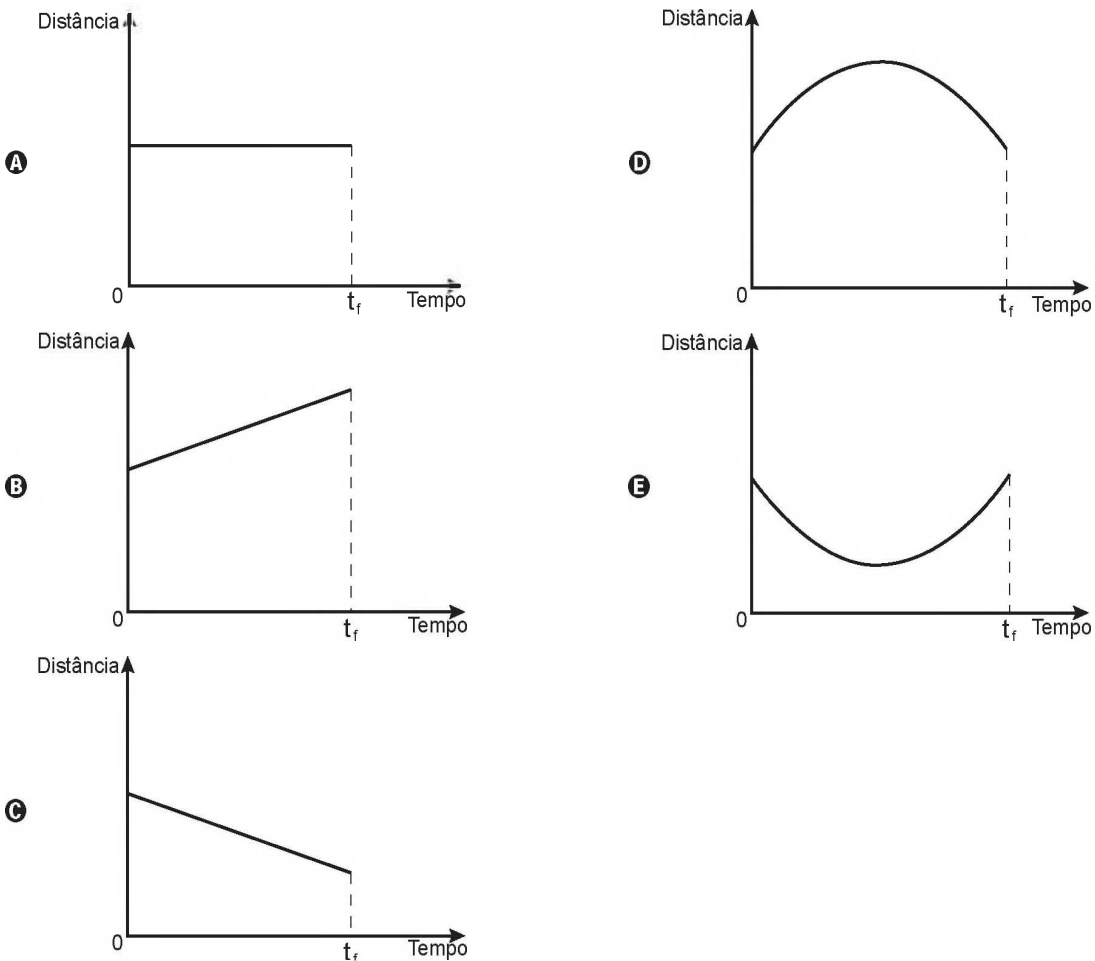 Distância
A
0
t_f Tempo
Distância
B
0
t_f Tempo
Distância
C
0
t_f Tempo
Distância
D
0
t_f Tempo
Distância
E
0
t_f Tempo